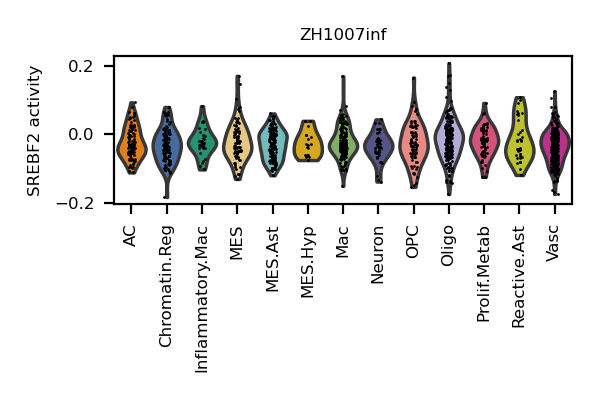 ZH1007inf
SREBF2 activity
0.2
0.0
−0.2
AC
Chromatin.Reg
Inflammatory.Mac
MES
MES.Ast
MES.Hyp
Mac
Neuron
OPC
Oligo
Prolif.Metab
Reactive.Ast
Vasc